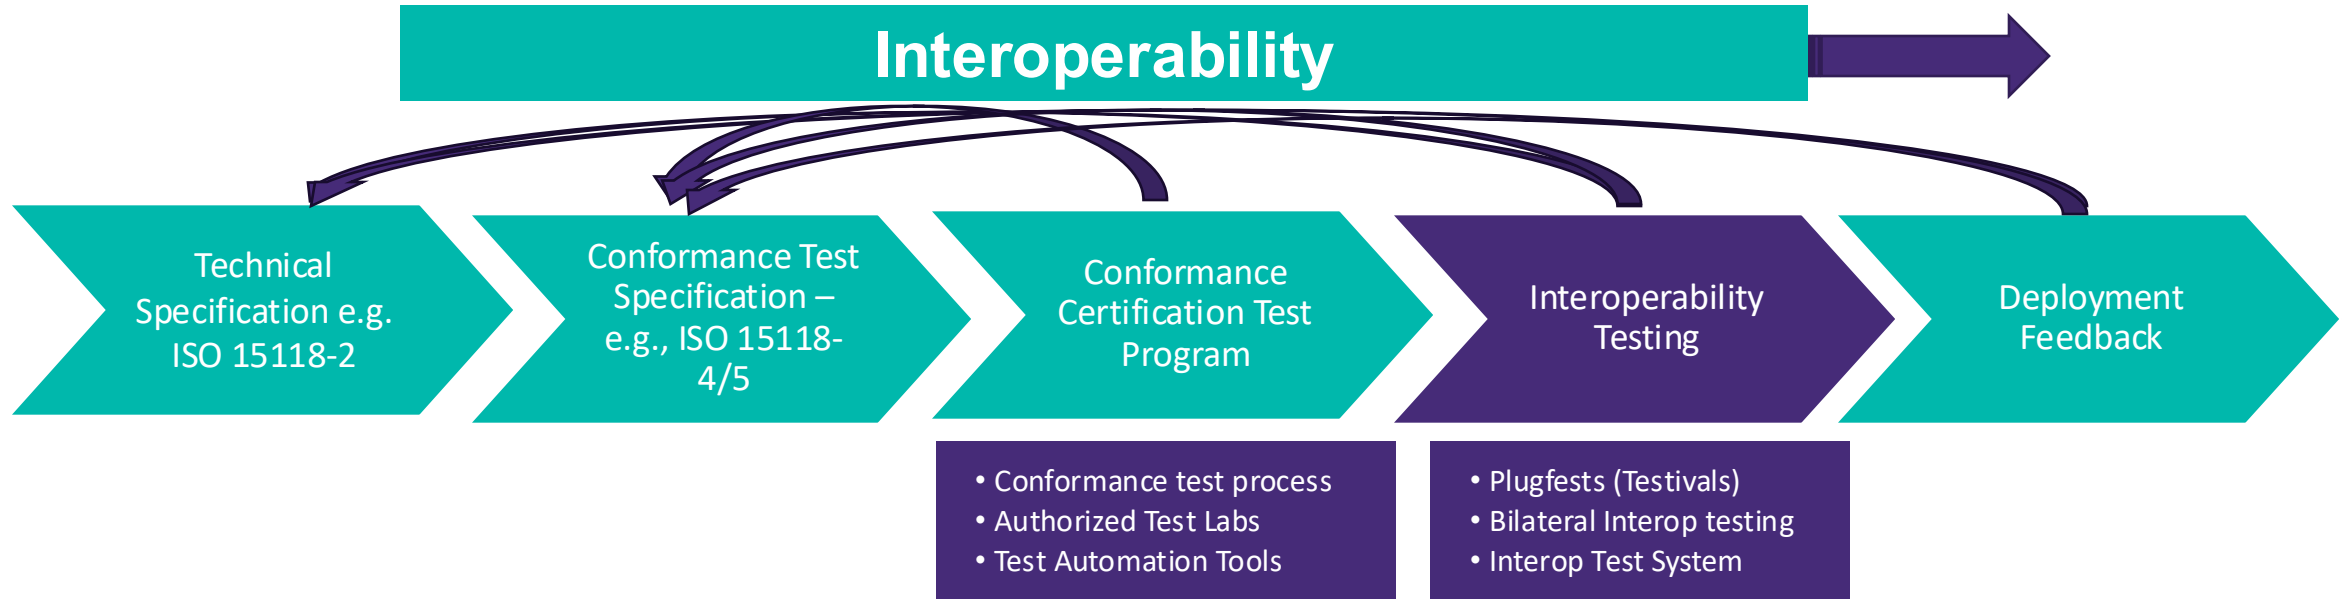 Interoperability
Technical
Specification e.g.
ISO 15118-2
Conformance Test
Specification –
e.g., ISO 15118-
4/5
Conformance
Certification Test
Program
Interoperability
Testing
Deployment
Feedback
• Conformance test process
• Authorized Test Labs
• Test Automation Tools
• Plugfests (Testivals)
• Bilateral Interop testing
• Interop Test System